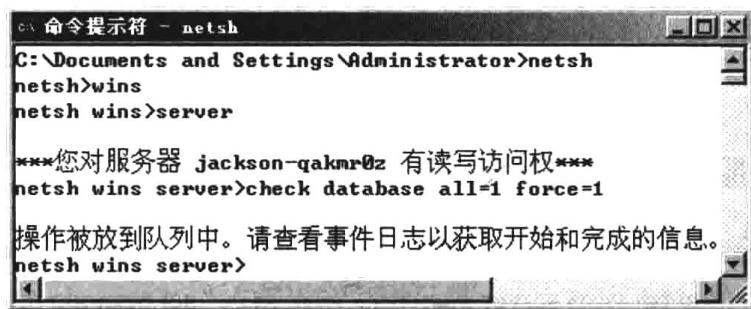 命令提示符 - netsh
C:\Documents and Settings\Administrator>netsh
netsh>wins
netsh wins>server
***您对服务器 jackson-qakmr0z 有读写访问权***
netsh wins server>check database all=1 force=1
操作被放到队列中。请查看事件日志以获取开始和完成的信息。
netsh wins server>